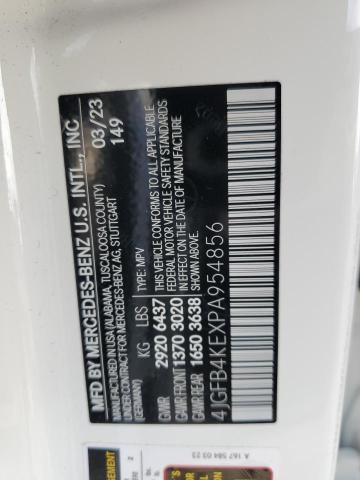 MFD BY MERCEDES-BENZ U.S. INTL., INC
PRODUCED IN USA (ALABAMA, TUSCALOOSA COUNTY)
UNDER CONTRACT FOR MERCEDES-BENZ AG, STUTTGART
(GERMANY)
03/23
149
TYPE: MPV
KG LBS
GVWR 2920 6437
GAWR FRONT 1370 3020
GAWR REAR 1650 3638
THIS VEHICLE CONFORMS TO ALL APPLICABLE
FEDERAL MOTOR VEHICLE SAFETY STANDARDS
IN EFFECT ON THE DATE OF MANUFACTURE
SHOWN ABOVE.
4JGFB4KEXPA954856
A 167 584 03 23
2